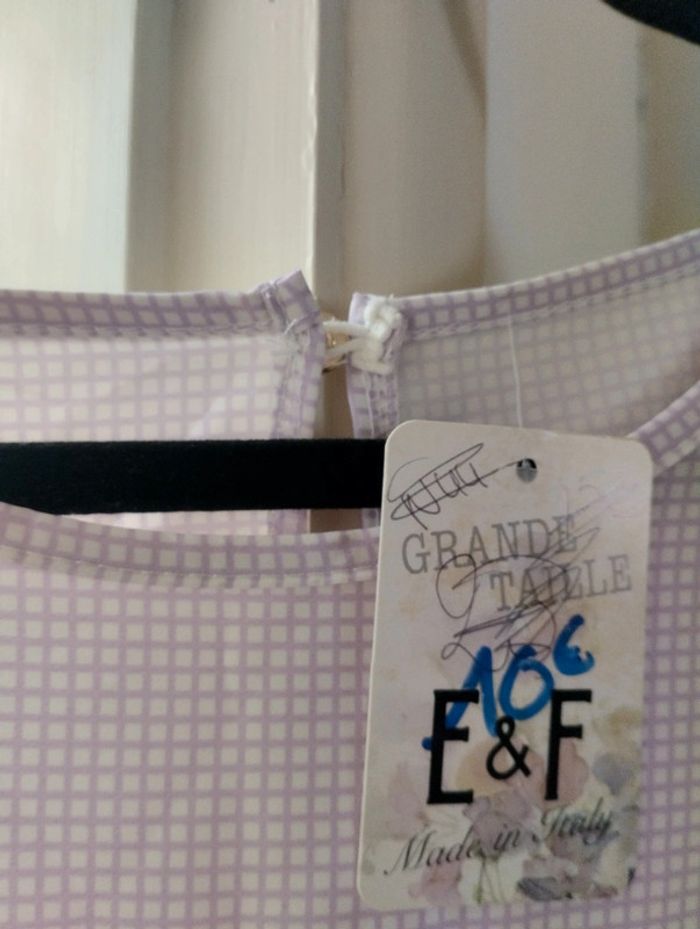 GRANDE
TAILLE
10€
E&F
Made in Italy